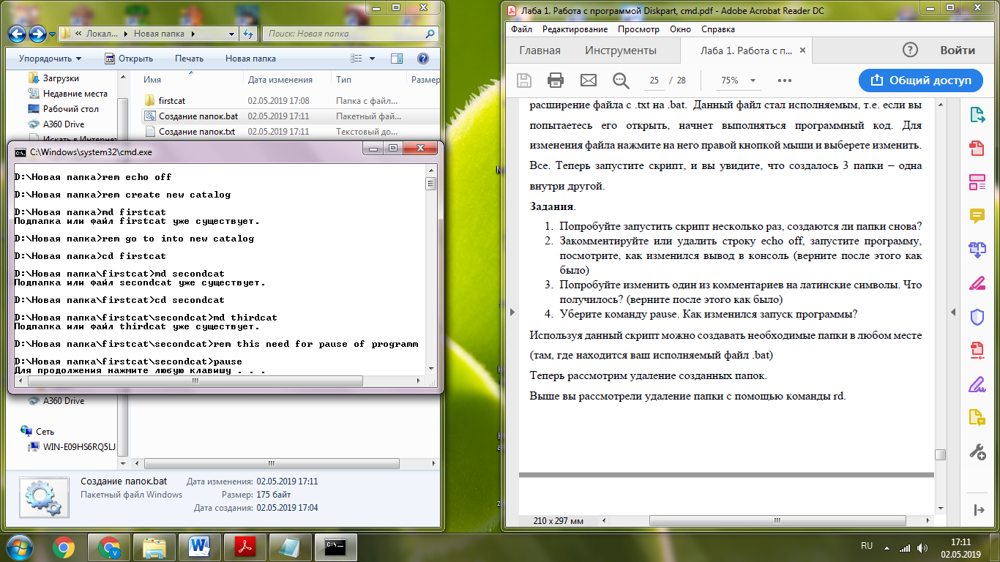 Локал...
Новая папка
Поиск: Новая папка
Упорядочить
Открыть
Печать
Новая папка
Загрузки
Недавние места
Рабочий стол
A360 Drive
Искать в Интернет
Имя
Дата изменения
Тип
Размер
firstcat
02.05.2019 17:08
Папка с файл...
Создание папок.bat
02.05.2019 17:11
Пакетный фай...
Создание папок.txt
02.05.2019 17:11
Текстовый до...
C:\Windows\system32\cmd.exe
D:\Новая папка>rem echo off
D:\Новая папка>rem create new catalog
D:\Новая папка>md firstcat
Подпапка или файл firstcat уже существует.
D:\Новая папка>rem go to into new catalog
D:\Новая папка>cd firstcat
D:\Новая папка\firstcat>md secondcat
Подпапка или файл secondcat уже существует.
D:\Новая папка\firstcat>cd secondcat
D:\Новая папка\firstcat\secondcat>md thirdcat
Подпапка или файл thirdcat уже существует.
D:\Новая папка\firstcat\secondcat>rem this need for pause of programm
D:\Новая папка\firstcat\secondcat>pause
Для продолжения нажмите любую клавишу . . .
A360 Drive
Сеть
WIN-E09HS6RQ5LJ
Создание папок.bat
Дата изменения: 02.05.2019 17:11
Пакетный файл Windows
Размер: 175 байт
Дата создания: 02.05.2019 17:04
Лаба 1. Работа с программой Diskpart, cmd.pdf - Adobe Acrobat Reader DC
Файл Редактирование Просмотр Окно Справка
Главная
Инструменты
Лаба 1. Работа с п...
Войти
25 / 28
75%
Общий доступ
расширение файла с .txt на .bat. Данный файл стал исполняемым, т.е. если вы
попытаетесь его открыть, начнет выполняться программный код. Для
изменения файла нажмите на него правой кнопкой мыши и выберете изменить.
Все. Теперь запустите скрипт, и вы увидите, что создалось 3 папки – одна
внутри другой.
Задания.
1. Попробуйте запустить скрипт несколько раз, создаются ли папки снова?
2. Закомментируйте или удалить строку echo off, запустите программу,
посмотрите, как изменился вывод в консоль (верните после этого как
было)
3. Попробуйте изменить один из комментариев на латинские символы. Что
получилось? (верните после этого как было)
4. Уберите команду pause. Как изменился запуск программы?
Используя данный скрипт можно создавать необходимые папки в любом месте
(там, где находится ваш исполняемый файл .bat)
Теперь рассмотрим удаление созданных папок.
Выше вы рассмотрели удаление папки с помощью команды rd.
210 x 297 мм
RU
17:11
02.05.2019